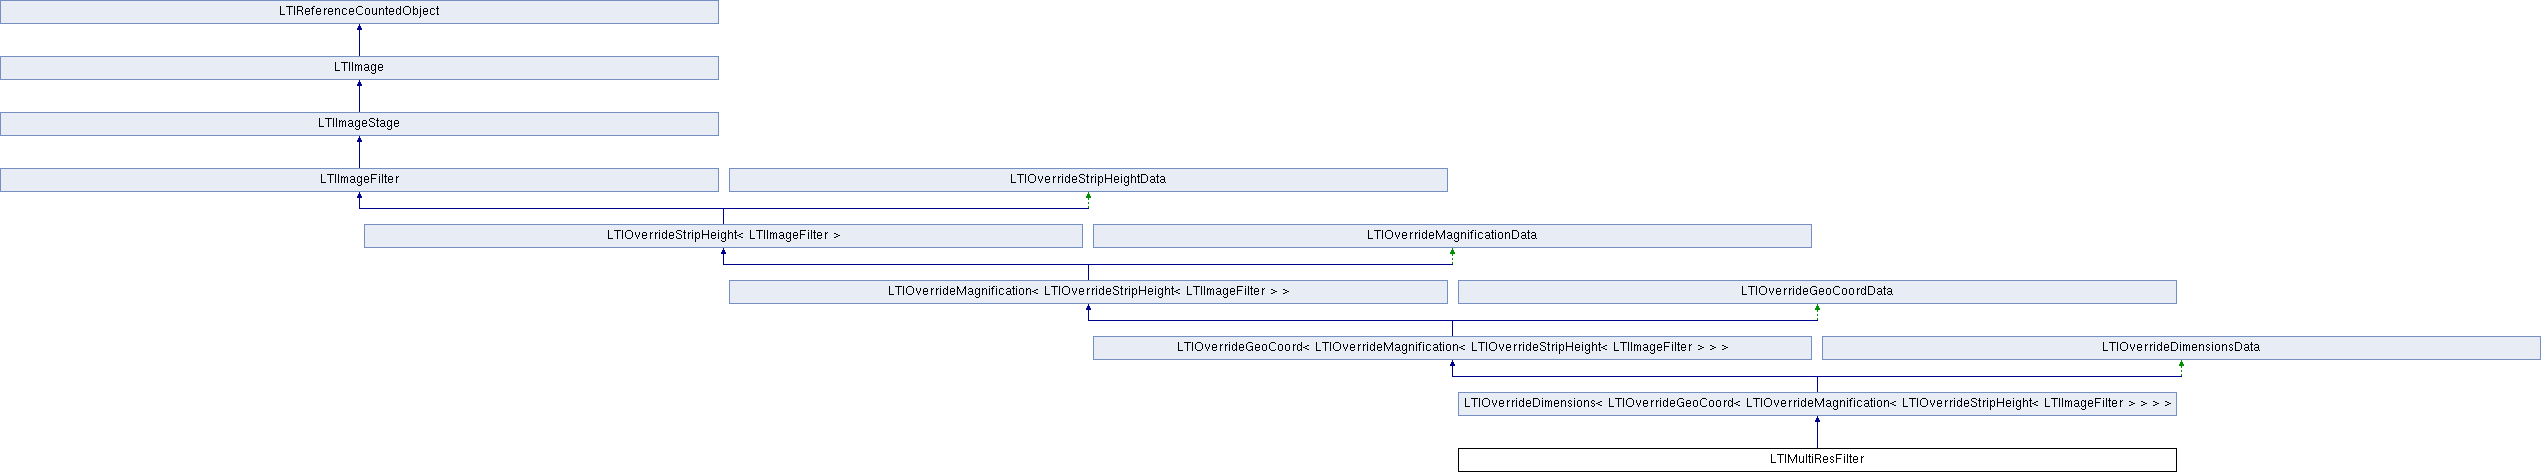 LTIReferenceCountedObject
LTIImage
LTIImageStage
LTIImageFilter
LTIOverrideStripHeightData
LTIOverrideStripHeight< LTIImageFilter >
LTIOverrideMagnificationData
LTIOverrideMagnification< LTIOverrideStripHeight< LTIImageFilter > >
LTIOverrideGeoCoordData
LTIOverrideGeoCoord< LTIOverrideMagnification< LTIOverrideStripHeight< LTIImageFilter > > >
LTIOverrideDimensionsData
LTIOverrideDimensions< LTIOverrideGeoCoord< LTIOverrideMagnification< LTIOverrideStripHeight< LTIImageFilter > > > >
LTIMultiResFilter